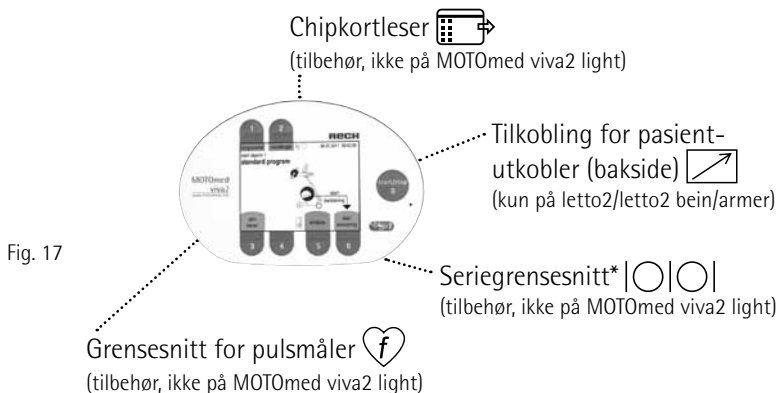 Chipkortleser
(tilbehør, ikke på MOTOmed viva2 light)
1 2
RECK
standard program
MOTOmed
viva2
3 4 5 6
Tilkobling for pasient-
utkobler (bakside)
(kun på letto2/letto2 bein/armer)
Fig. 17
Seriegrensesnitt* |○|○|
(tilbehør, ikke på MOTOmed viva2 light)
Grensesnitt for pulsmåler f
(tilbehør, ikke på MOTOmed viva2 light)